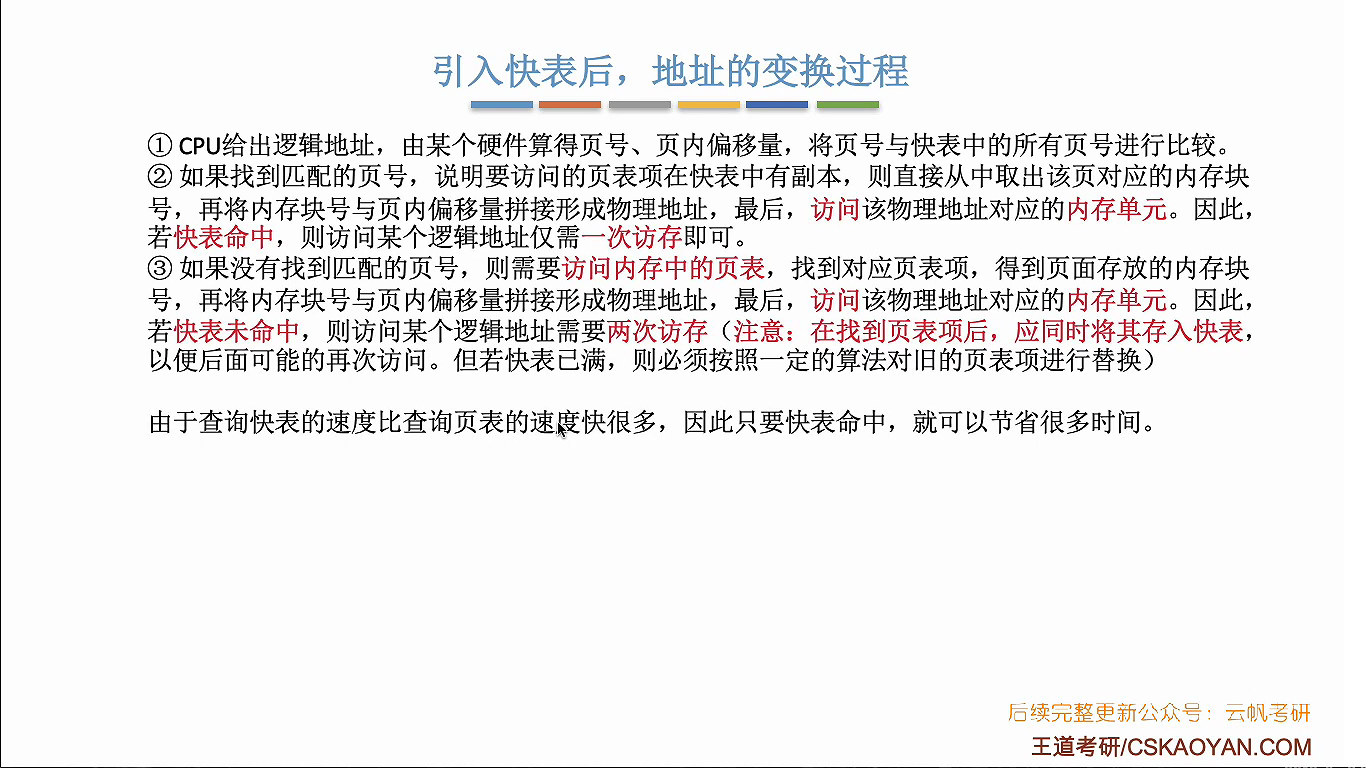 引入快表后，地址的变换过程
① CPU给出逻辑地址，由某个硬件算得页号、页内偏移量，将页号与快表中的所有页号进行比较。
② 如果找到匹配的页号，说明要访问的页表项在快表中有副本，则直接从中取出该页对应的内存块
号，再将内存块号与页内偏移量拼接形成物理地址，最后，访问该物理地址对应的内存单元。因此，
若快表命中，则访问某个逻辑地址仅需一次访存即可。
③ 如果没有找到匹配的页号，则需要访问内存中的页表，找到对应页表项，得到页面存放的内存块
号，再将内存块号与页内偏移量拼接形成物理地址，最后，访问该物理地址对应的内存单元。因此，
若快表未命中，则访问某个逻辑地址需要两次访存（注意：在找到页表项后，应同时将其存入快表，
以便后面可能的再次访问。但若快表已满，则必须按照一定的算法对旧的页表项进行替换）
由于查询快表的速度比查询页表的速度快很多，因此只要快表命中，就可以节省很多时间。
后续完整更新公众号：云帆考研
王道考研/CSKAOYAN.COM